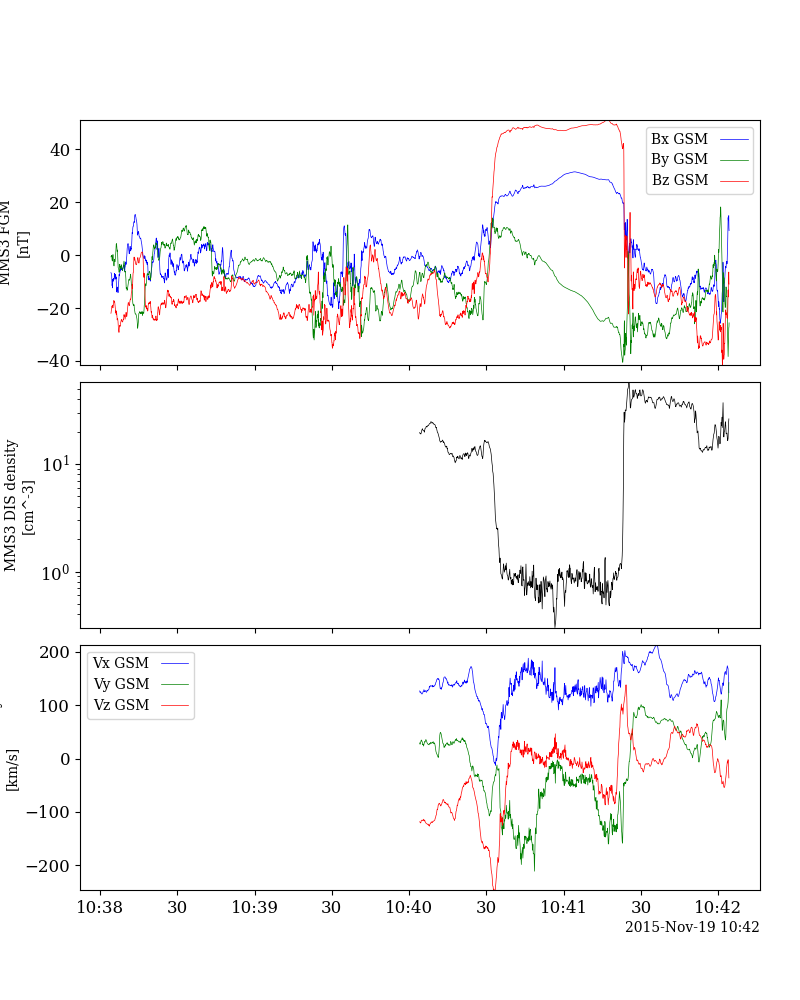 MMS3 FGM
[nT]
40
20
0
−20
−40
Bx GSM
By GSM
Bz GSM
MMS3 DIS density
[cm^-3]
10^1
10^0
[km/s]
200
100
0
−100
−200
Vx GSM
Vy GSM
Vz GSM
10:38
30
10:39
30
10:40
30
10:41
30
10:42
2015-Nov-19 10:42